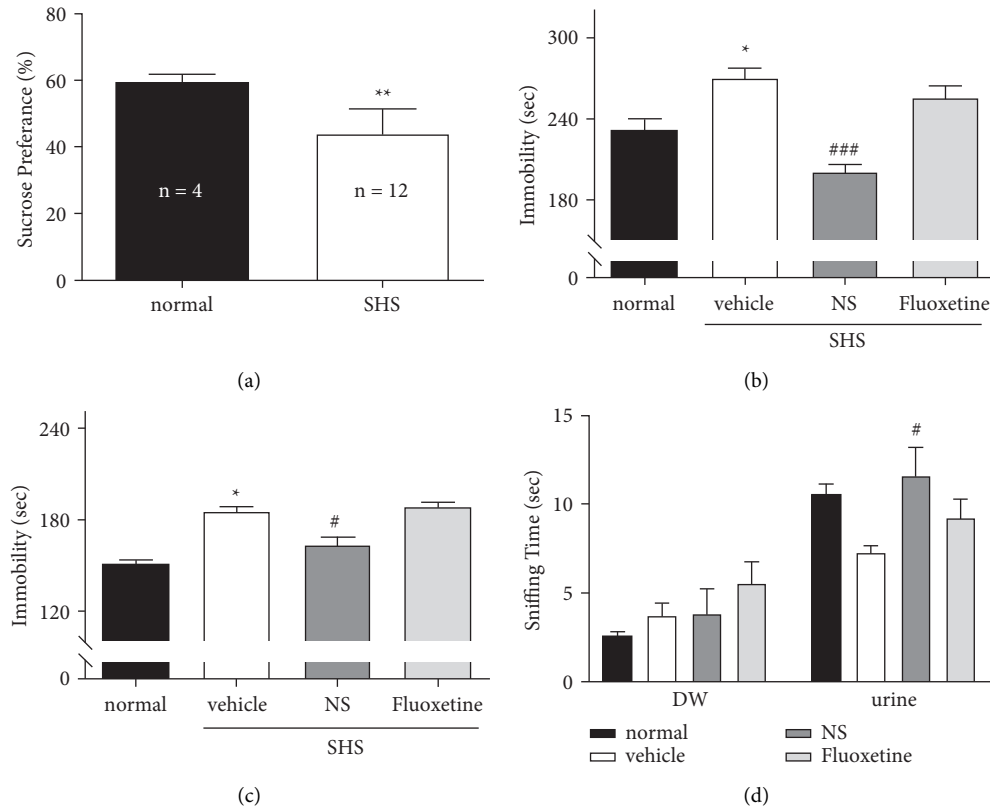 Sucrose Preferance (%)
80
60
40
20
0
**
n = 4
n = 12
normal
SHS
(a)
Immobility (sec)
300
240
180
0
*
###
normal
vehicle
NS
Fluoxetine
SHS
(b)
Immobility (sec)
240
180
120
0
*
#
normal
vehicle
NS
Fluoxetine
SHS
(c)
Sniffing Time (sec)
15
10
5
0
#
DW
urine
normal
NS
vehicle
Fluoxetine
(d)